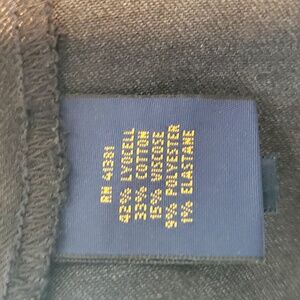 RN 41381
42% LYOCELL
33% COTTON
15% VISCOSE
9% POLYESTER
1% ELASTANE